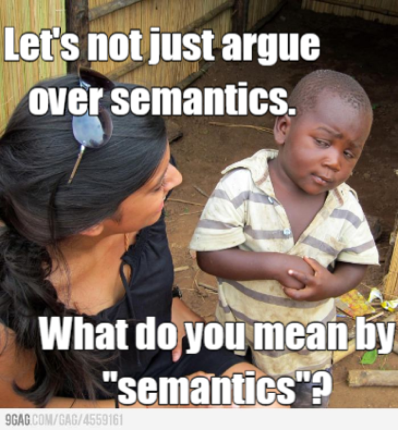 Let's not just argue
over semantics.
What do you mean by
"semantics"?
9GAG.COM/GAG/4559161